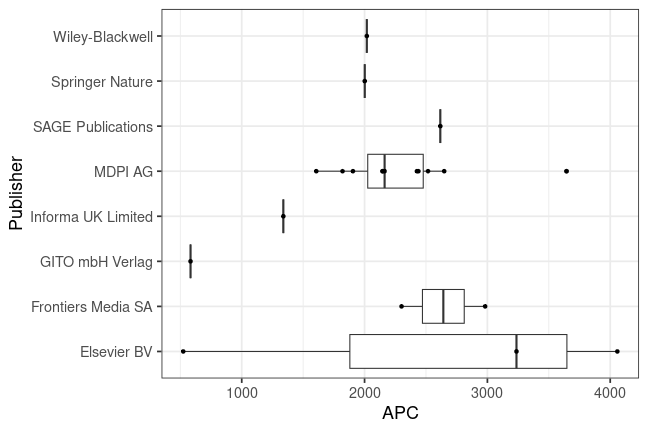 Publisher
Wiley-Blackwell
Springer Nature
SAGE Publications
MDPI AG
Informa UK Limited
GITO mbH Verlag
Frontiers Media SA
Elsevier BV
1000 2000 3000 4000
APC